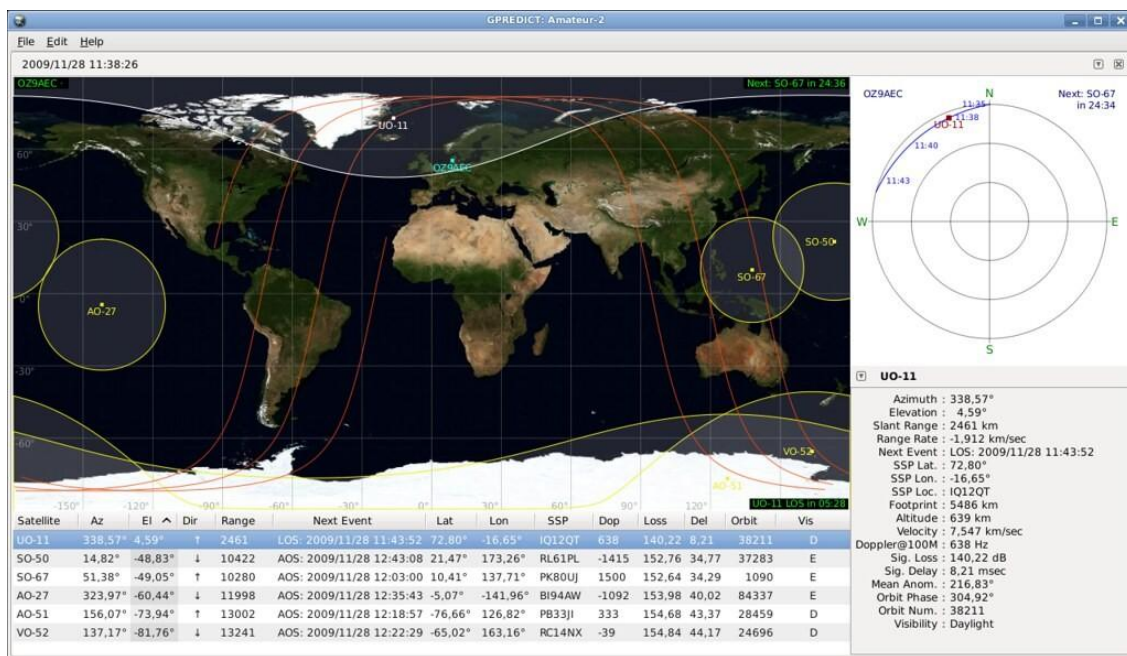 GPREDICT: Amateur-2
File Edit Help
2009/11/28 11:38:26
OZ9AEC
Next: SO-67 in 24:36
UO-11
OZ9AEC
60°
30°
0°
-30°
-60°
SO-50
SO-67
AO-27
VO-52
AO-51
-150° -120° -90° -60° -30° 0° 30° 60° 90° 120°
UO-11 LOS in 05:28
OZ9AEC
Next: SO-67
in 24:34
N
11:35
11:38
UO-11
11:40
11:43
W
E
S
Satellite Az El Dir Range Next Event Lat Lon SSP Dop Loss Del Orbit Vis
UO-11 338,57° 4,59° ↑ 2461 LOS: 2009/11/28 11:43:52 72,80° -16,65° IQ12QT 638 140,22 8,21 38211 D
SO-50 14,82° -48,83° ↓ 10422 AOS: 2009/11/28 12:43:08 21,47° 173,26° RL61PL -1415 152,76 34,77 37283 E
SO-67 51,38° -49,05° ↑ 10280 AOS: 2009/11/28 12:03:00 10,41° 137,71° PK80UJ 1500 152,64 34,29 1090 E
AO-27 323,97° -60,44° ↓ 11998 AOS: 2009/11/28 12:35:43 -5,07° -141,96° BI94AW -1092 153,98 40,02 84337 E
AO-51 156,07° -73,94° ↑ 13002 AOS: 2009/11/28 12:18:57 -76,66° 126,82° PB33JI 333 154,68 43,37 28459 D
VO-52 137,17° -81,76° ↓ 13241 AOS: 2009/11/28 12:22:29 -65,02° 163,16° RC14NX -39 154,84 44,17 24696 D
UO-11
Azimuth : 338,57°
Elevation : 4,59°
Slant Range : 2461 km
Range Rate : -1,912 km/sec
Next Event : LOS: 2009/11/28 11:43:52
SSP Lat. : 72,80°
SSP Lon. : -16,65°
SSP Loc. : IQ12QT
Footprint : 5486 km
Altitude : 639 km
Velocity : 7,547 km/sec
Doppler@100M : 638 Hz
Sig. Loss : 140,22 dB
Sig. Delay : 8,21 msec
Mean Anom. : 216,83°
Orbit Phase : 304,92°
Orbit Num. : 38211
Visibility : Daylight